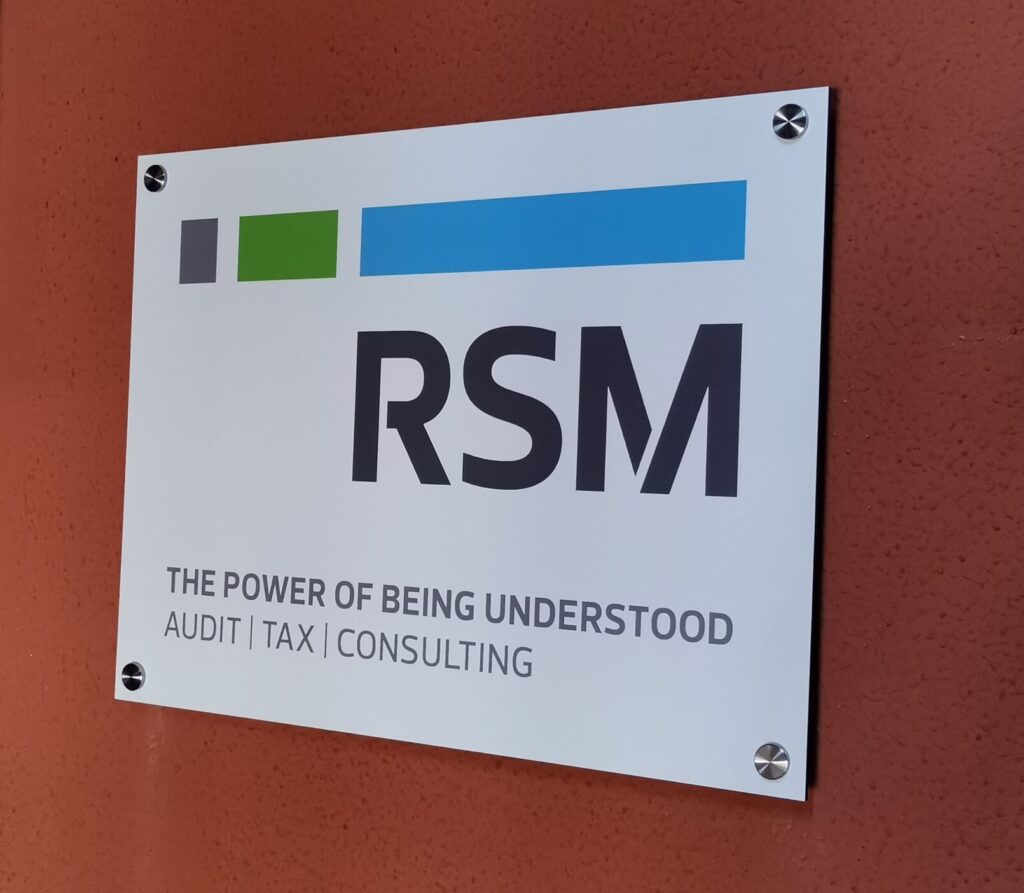 RSM
THE POWER OF BEING UNDERSTOOD
AUDIT | TAX | CONSULTING